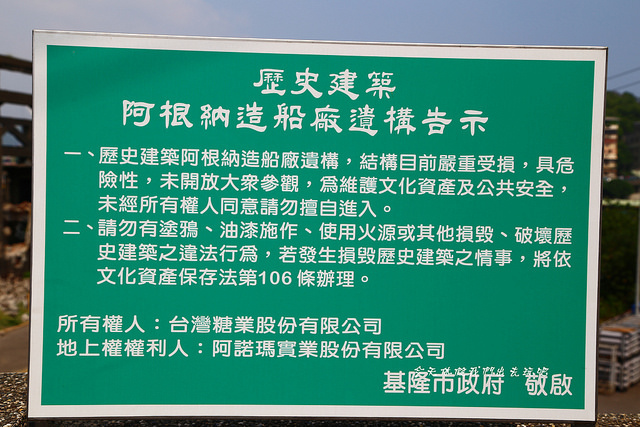 歷史建築
阿根納造船廠遺構告示
一、歷史建築阿根納造船廠遺構，結構目前嚴重受損，具危
險性，未開放大衆參觀，爲維護文化資產及公共安全，
未經所有權人同意請勿擅自進入。
二、請勿有塗鴉、油漆施作、使用火源或其他損毀、破壞歷
史建築之違法行爲，若發生損毀歷史建築之情事，將依
文化資產保存法第106條辦理。
所有權人：台灣糖業股份有限公司
地上權權利人：阿諾瑪實業股份有限公司
基隆市政府 敬啟